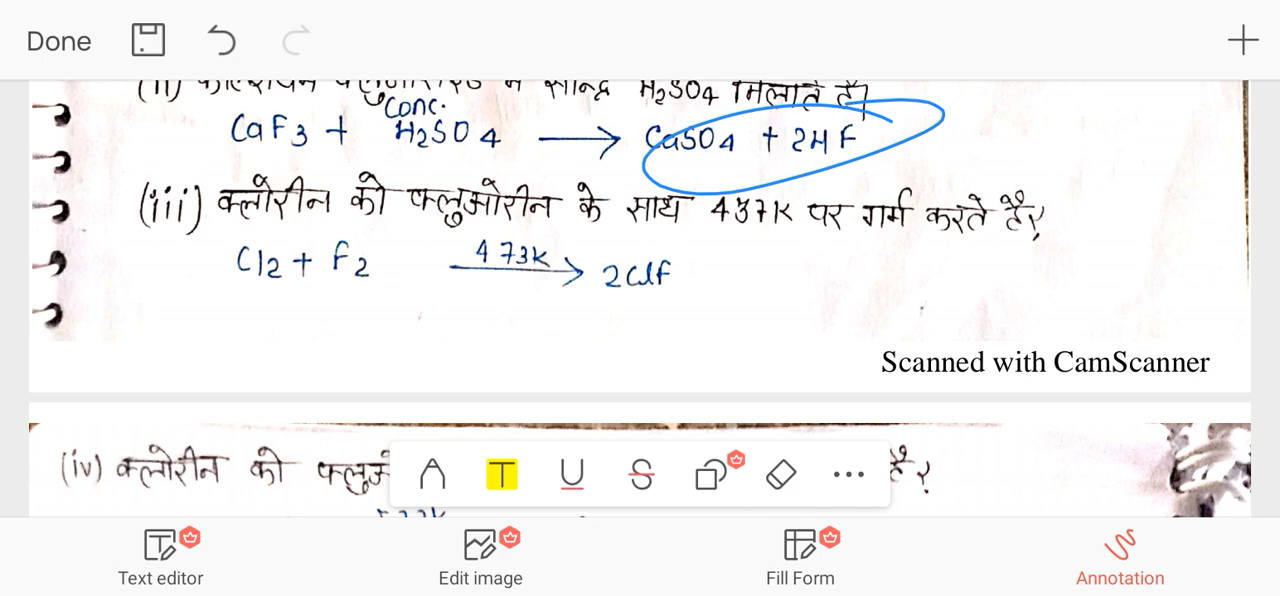 Done
H₂SO4 मिलाते हैं।
Conc.
CaF3 + H₂SO4 → CaSO4 + 2HF
(iii) क्लोरीन को फ्लुओरीन के साथ 437K पर गर्म करते हैं,
473K
Cl2 + F2 → 2ClF
Scanned with CamScanner
(iv) क्लोरीन को
T U S
Text editor
Edit image
Fill Form
Annotation